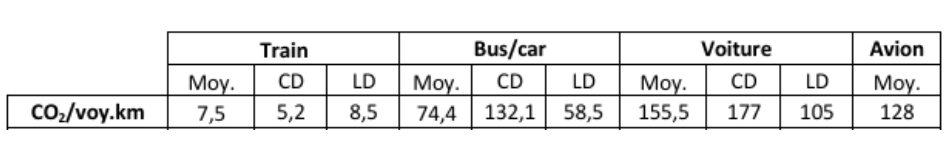 Train Bus/car Voiture Avion
Moy. CD LD Moy. CD LD Moy. CD LD Moy.
CO₂/voy.km 7,5 5,2 8,5 74,4 132,1 58,5 155,5 177 105 128